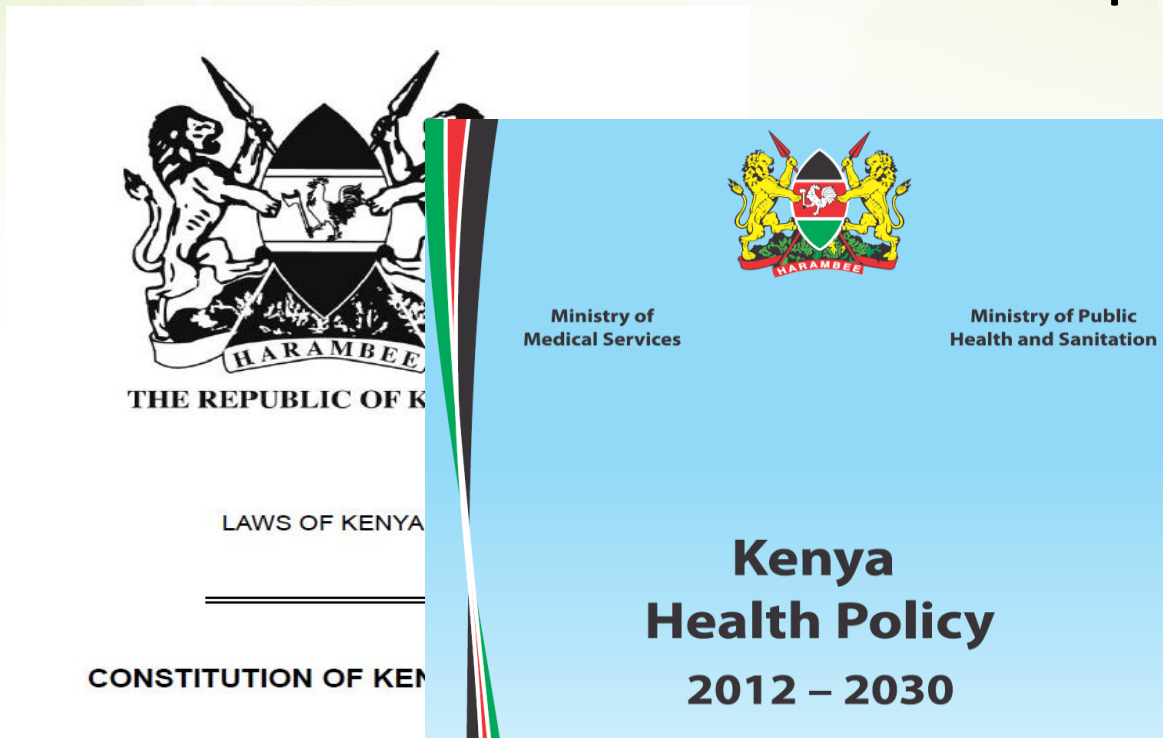 HARAMBEE
THE REPUBLIC OF K
LAWS OF KENYA
CONSTITUTION OF KEN
HARAMBEE
Ministry of
Medical Services
Ministry of Public
Health and Sanitation
Kenya
Health Policy
2012 – 2030